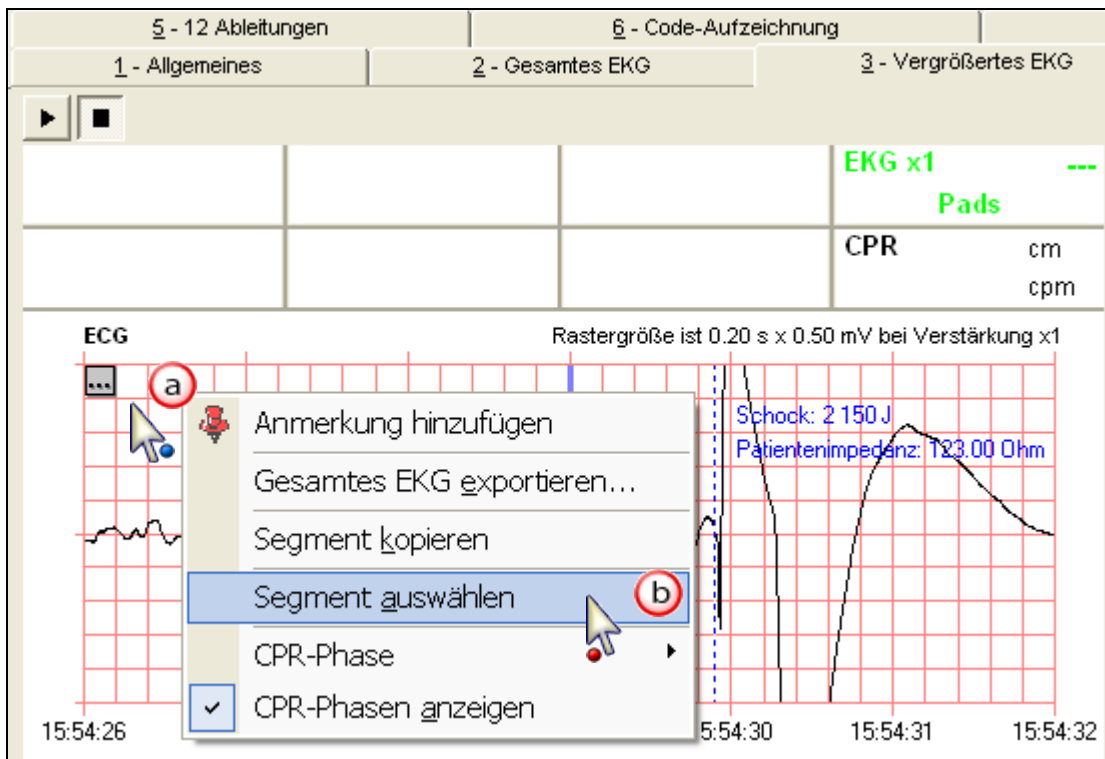 5 - 12 Ableitungen 6 - Code-Aufzeichnung
1 - Allgemeines 2 - Gesamtes EKG 3 - Vergrößertes EKG
EKG x1 ---
Pads
CPR cm
cpm
ECG Rastergröße ist 0.20 s x 0.50 mV bei Verstärkung x1
...
a
Schock: 2 150 J
Patientenimpedanz: 123.00 Ohm
Anmerkung hinzufügen
Gesamtes EKG exportieren...
Segment kopieren
Segment auswählen b
CPR-Phase
CPR-Phasen anzeigen
15:54:26 5:54:30 15:54:31 15:54:32